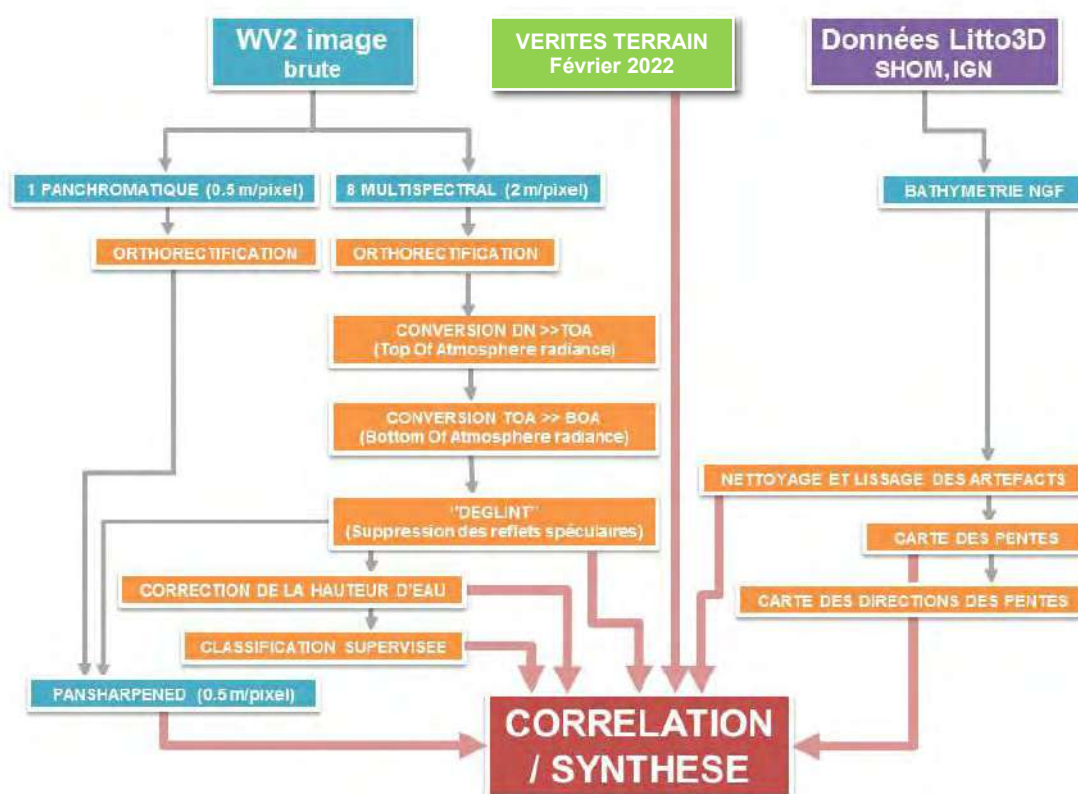 WV2 image
brute
VERITES TERRAIN
Février 2022
Données Litto3D
SHOM, IGN
1 PANCHROMATIQUE (0.5 m/pixel)
8 MULTISPECTRAL (2 m/pixel)
BATHYMETRIE NGF
ORTHORECTIFICATION
ORTHORECTIFICATION
CONVERSION DN >>TOA
(Top Of Atmosphere radiance)
CONVERSION TOA >> BOA
(Bottom Of Atmosphere radiance)
NETTOYAGE ET LISSAGE DES ARTEFACTS
"DEGLINT"
(Suppression des reflets spéculaires)
CARTE DES PENTES
CORRECTION DE LA HAUTEUR D'EAU
CARTE DES DIRECTIONS DES PENTES
CLASSIFICATION SUPERVISEE
PANSHARPENED (0.5 m/pixel)
CORRELATION
/ SYNTHESE